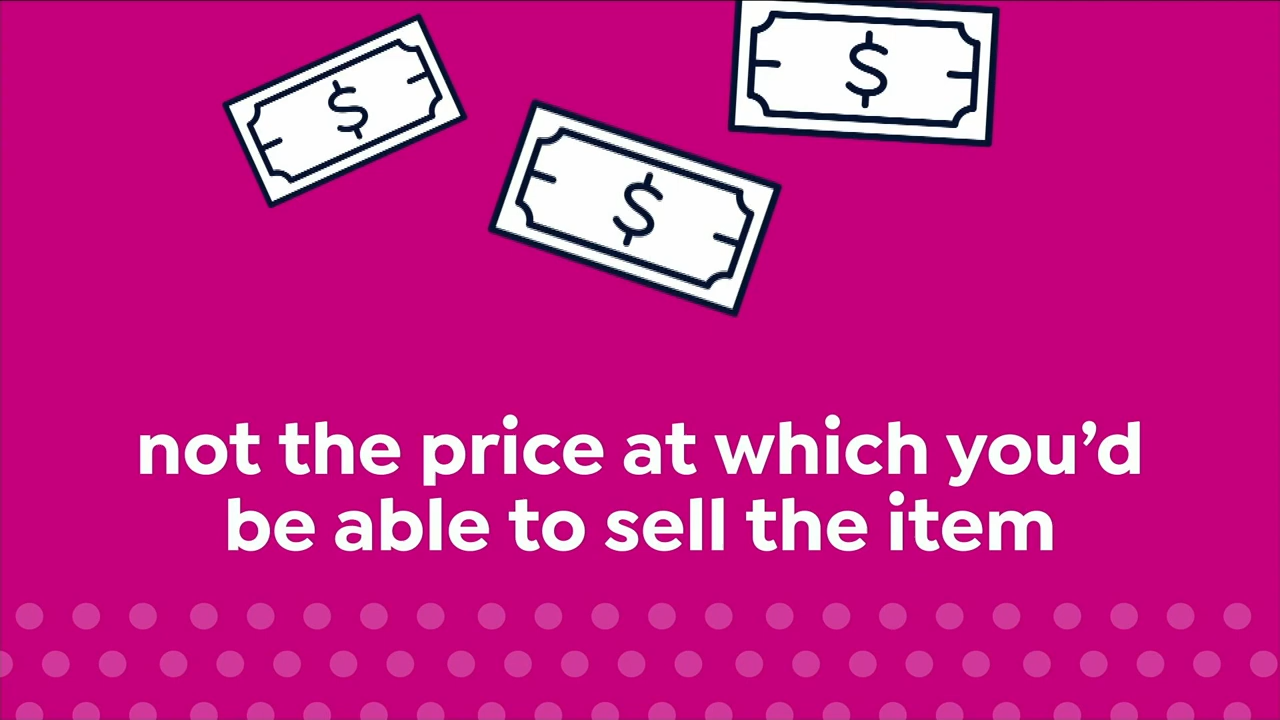 $
$
$
not the price at which you’d
be able to sell the item